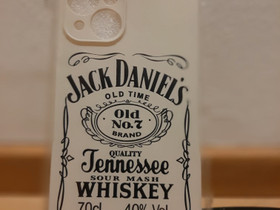 JACK DANIEL'S
OLD TIME
Old
No.7
BRAND
QUALITY
Tennessee
SOUR MASH
WHISKEY
70cl 40% Vol